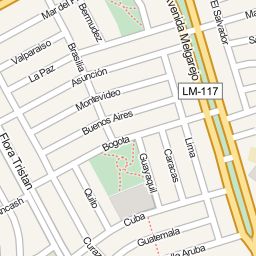 Mar del
Bermudez
Avenida Melgarejo
El Salvador
Valparaiso
Brasilia
La Paz
Asunción
LM-117
Montevideo
Buenos Aires
Flora Tristan
Bogota
Lima
Caracas
Guayaquil
Quito
Ancash
Cuba
Guatemala
Aruba